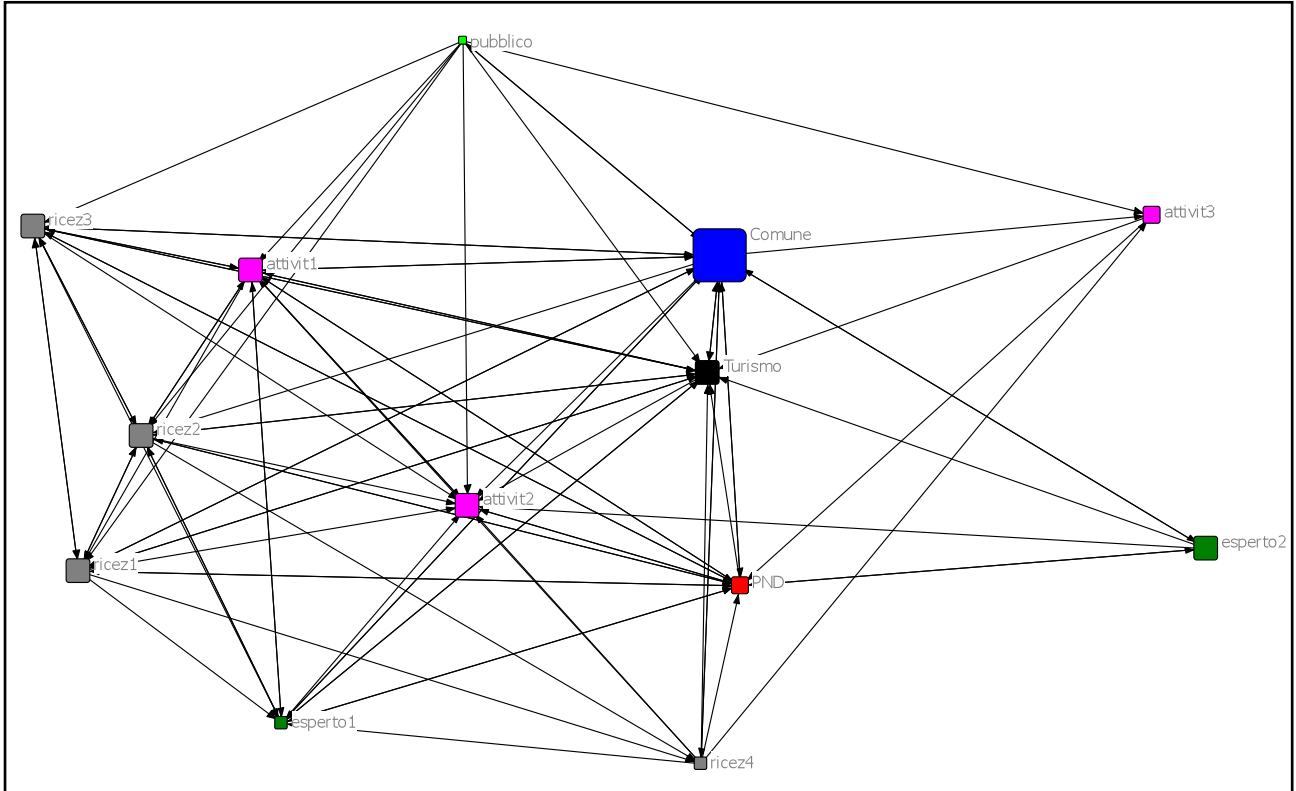 pubblico
attivit3
ricez3
Comune
attivit1
Turismo
ricez2
attivit2
esperto2
ricez1
PND
esperto1
ricez4